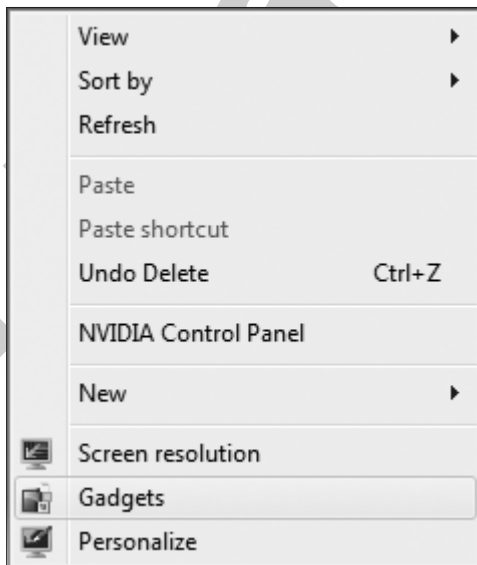 View
Sort by
Refresh
Paste
Paste shortcut
Undo Delete Ctrl+Z
NVIDIA Control Panel
New
Screen resolution
Gadgets
Personalize